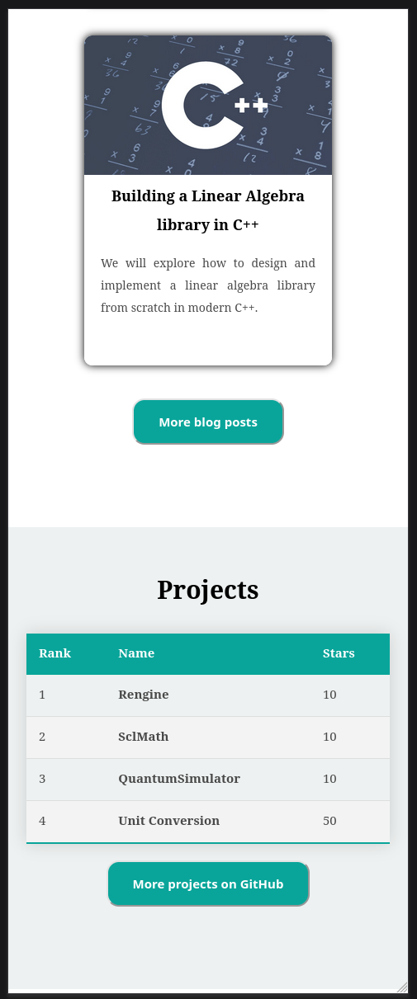 C++
Building a Linear Algebra
library in C++
We will explore how to design and
implement a linear algebra library
from scratch in modern C++.
More blog posts
Projects
Rank Name Stars
1 Rengine 10
2 SclMath 10
3 QuantumSimulator 10
4 Unit Conversion 50
More projects on GitHub